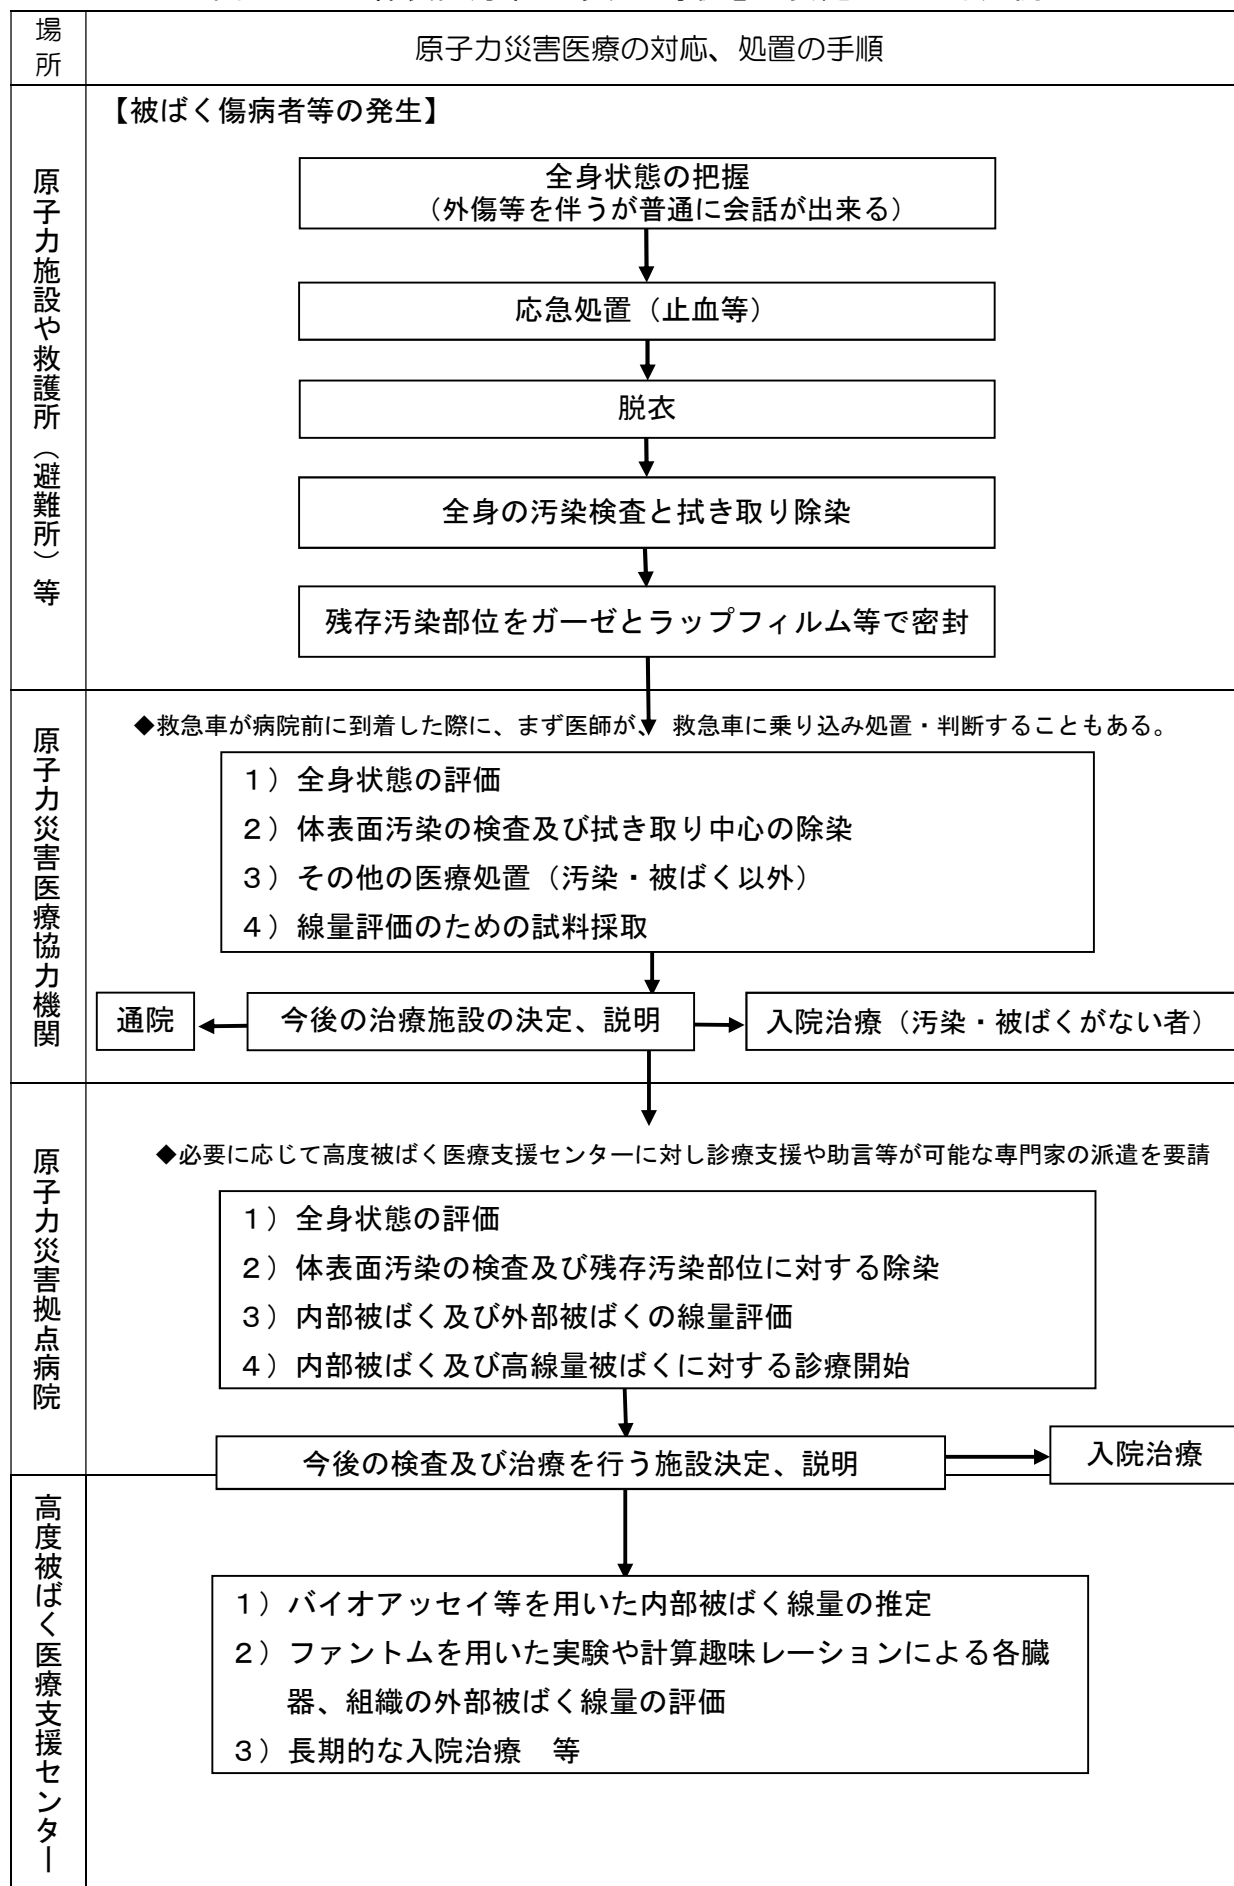 場所
原子力災害医療の対応、処置の手順
原子力施設や救護所（避難所）等
【被ばく傷病者等の発生】
全身状態の把握
（外傷等を伴うが普通に会話が出来る）
応急処置（止血等）
脱衣
全身の汚染検査と拭き取り除染
残存汚染部位をガーゼとラップフィルム等で密封
原子力災害医療協力機関
◆救急車が病院前に到着した際に、まず医師が、救急車に乗り込み処置・判断することもある。
１）全身状態の評価
２）体表面汚染の検査及び拭き取り中心の除染
３）その他の医療処置（汚染・被ばく以外）
４）線量評価のための試料採取
通院
今後の治療施設の決定、説明
入院治療（汚染・被ばくがない者）
原子力災害拠点病院
◆必要に応じて高度被ばく医療支援センターに対し診療支援や助言等が可能な専門家の派遣を要請
１）全身状態の評価
２）体表面汚染の検査及び残存汚染部位に対する除染
３）内部被ばく及び外部被ばくの線量評価
４）内部被ばく及び高線量被ばくに対する診療開始
今後の検査及び治療を行う施設決定、説明
入院治療
高度被ばく医療支援センター
１）バイオアッセイ等を用いた内部被ばく線量の推定
２）ファントムを用いた実験や計算趣味レーションによる各臓
器、組織の外部被ばく線量の評価
３）長期的な入院治療　等